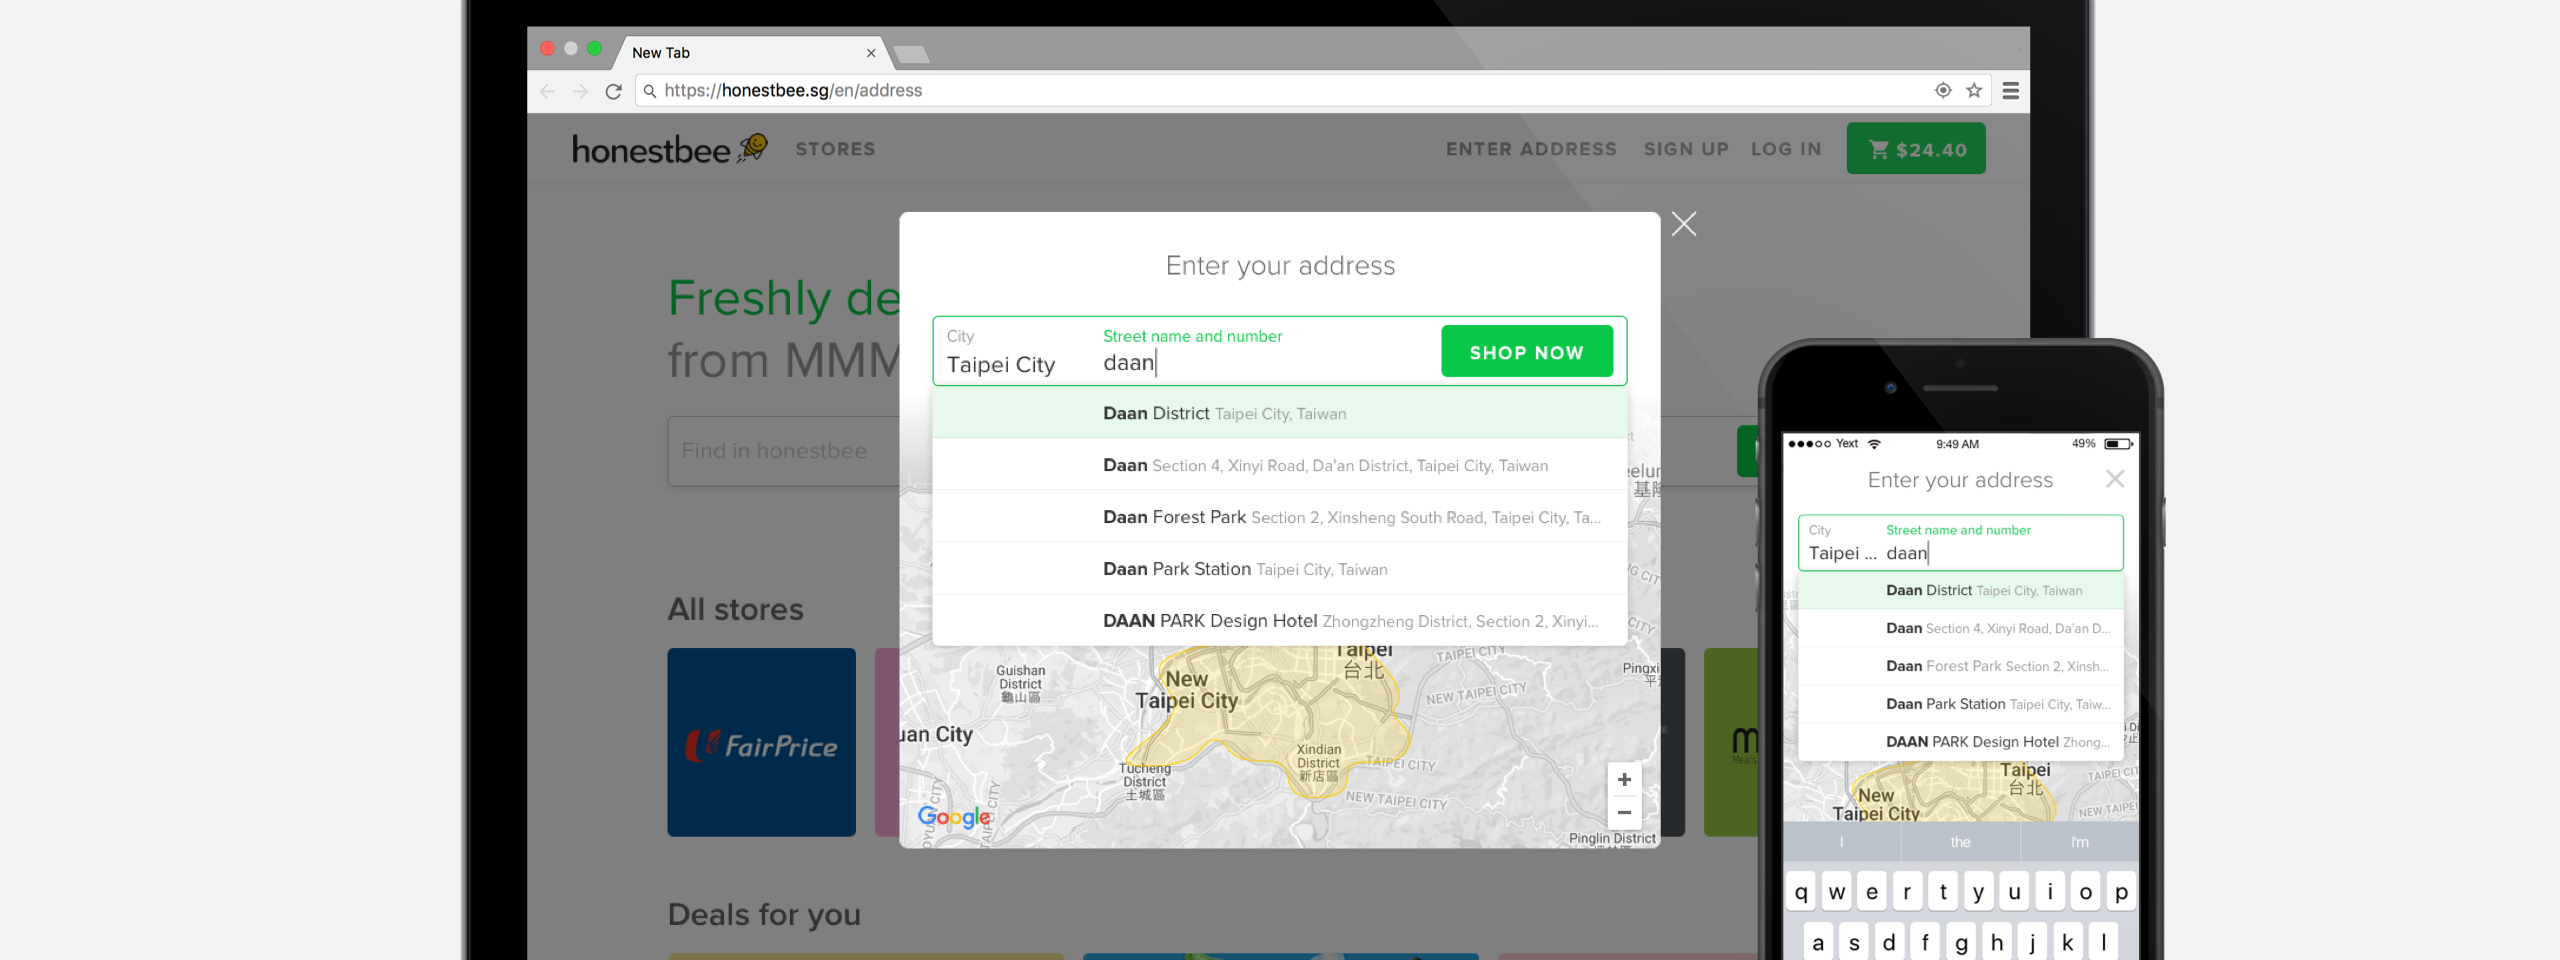 New Tab
https://honestbee.sg/en/address
honestbee STORES ENTER ADDRESS SIGN UP LOG IN $24.40
Enter your address
Freshly de
from MMM
City Street name and number
Taipei City daan SHOP NOW
Find in honestbee
Daan District Taipei City, Taiwan
Daan Section 4, Xinyi Road, Da'an District, Taipei City, Taiwan
Daan Forest Park Section 2, Xinsheng South Road, Taipei City, Ta...
Daan Park Station Taipei City, Taiwan
DAAN PARK Design Hotel Zhongzheng District, Section 2, Xinyi...
All stores
FairPrice
Taipei
台北
TAIPEI CITY
NEW TAIPEI CITY
Guishan
District
龜山區
New
Taipei City
uan City
Xindian
District
新店區
TAIPEI CITY
Tucheng
District
土城區
NEW TAIPEI CITY
Pingxi
Google
TAIPEI CITY
Pinglin District
Deals for you
Yext 9:49 AM 49%
Enter your address
City Street name and number
Taipei ... daan
Daan District Taipei City, Taiwan
Daan Section 4, Xinyi Road, Da'an D...
Daan Forest Park Section 2, Xinsh...
Daan Park Station Taipei City, Taiw...
DAAN PARK Design Hotel Zhong...
Taipei
台北
New
Taipei City
TAIPEI CIT
NEW TAIPEI
I the I'm
q w e r t y u i o p
a s d f g h j k l